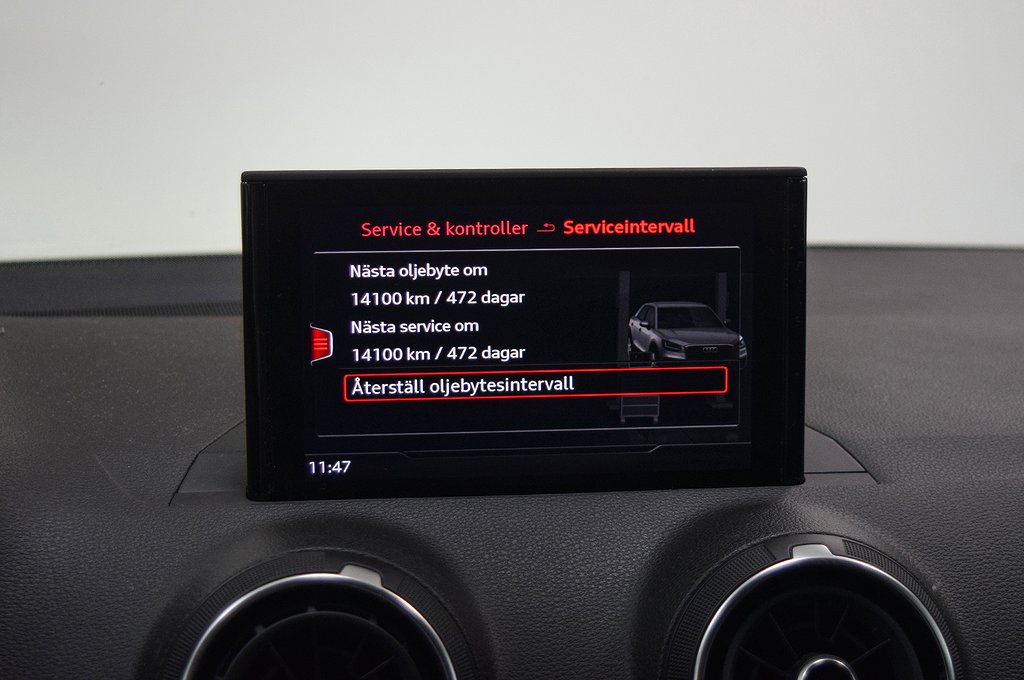 Service & kontroller Serviceintervall
Nästa oljebyte om
14100 km / 472 dagar
Nästa service om
14100 km / 472 dagar
Återställ oljebytesintervall
11:47